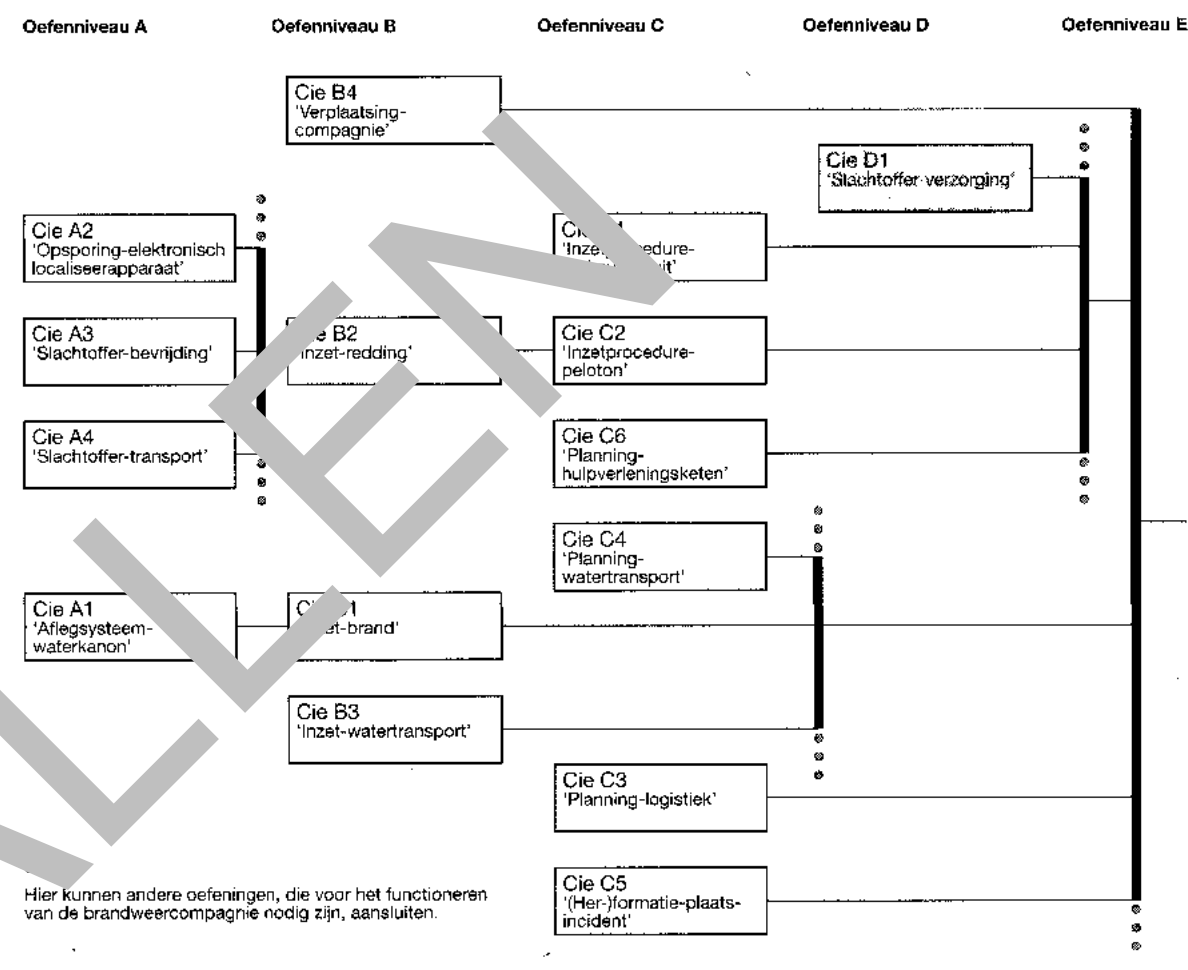 Oefenniveau A
Oefenniveau B
Oefenniveau C
Oefenniveau D
Oefenniveau E
Cie B4
'Verplaatsing-
compagnie'
Cie D1
'Slachtoffer-verzorging'
Cie A2
'Opsporing-elektronisch
localiseerapparaat'
Cie A3
'Slachtoffer-bevrijding'
Cie A4
'Slachtoffer-transport'
Cie B2
'Inzet-redding'
Cie
Cie C2
'Inzetprocedure-
peloton'
Cie C6
'Planning-
hulpverleningsketen'
Cie C4
'Planning-
watertransport'
Cie A1
'Aflegsysteem-
waterkanon'
Cie B3
'Inzet-watertransport'
Cie C3
'Planning-logistiek'
Cie C5
'(Her-)formatie-plaats-
incident'
Hier kunnen andere oefeningen, die voor het functioneren
van de brandweercompagnie nodig zijn, aansluiten.